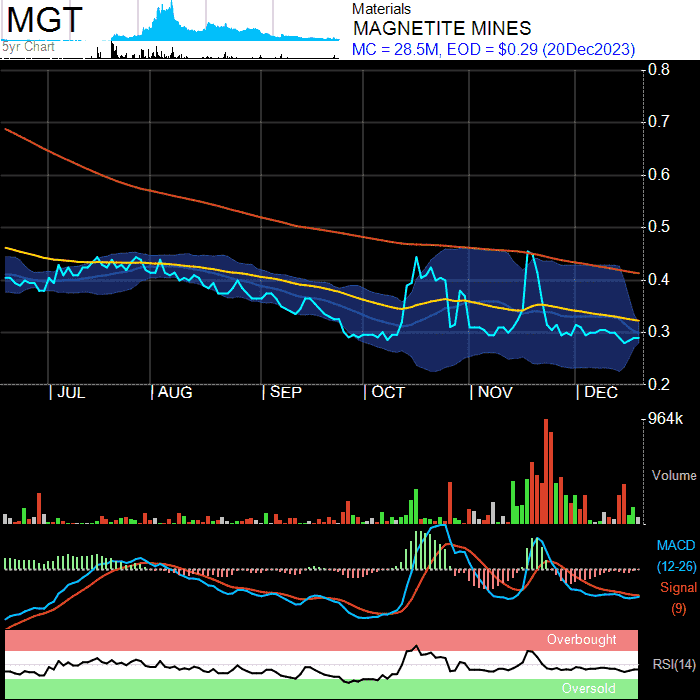 MGT
5yr Chart
Materials
MAGNETITE MINES
MC = 28.5M, EOD = $0.29 (20Dec2023)
0.8
0.7
0.6
0.5
0.4
0.3
0.2
| JUL | AUG | SEP | OCT | NOV | DEC
964k
Volume
MACD
(12-26)
Signal
(9)
Overbought
RSI(14)
Oversold